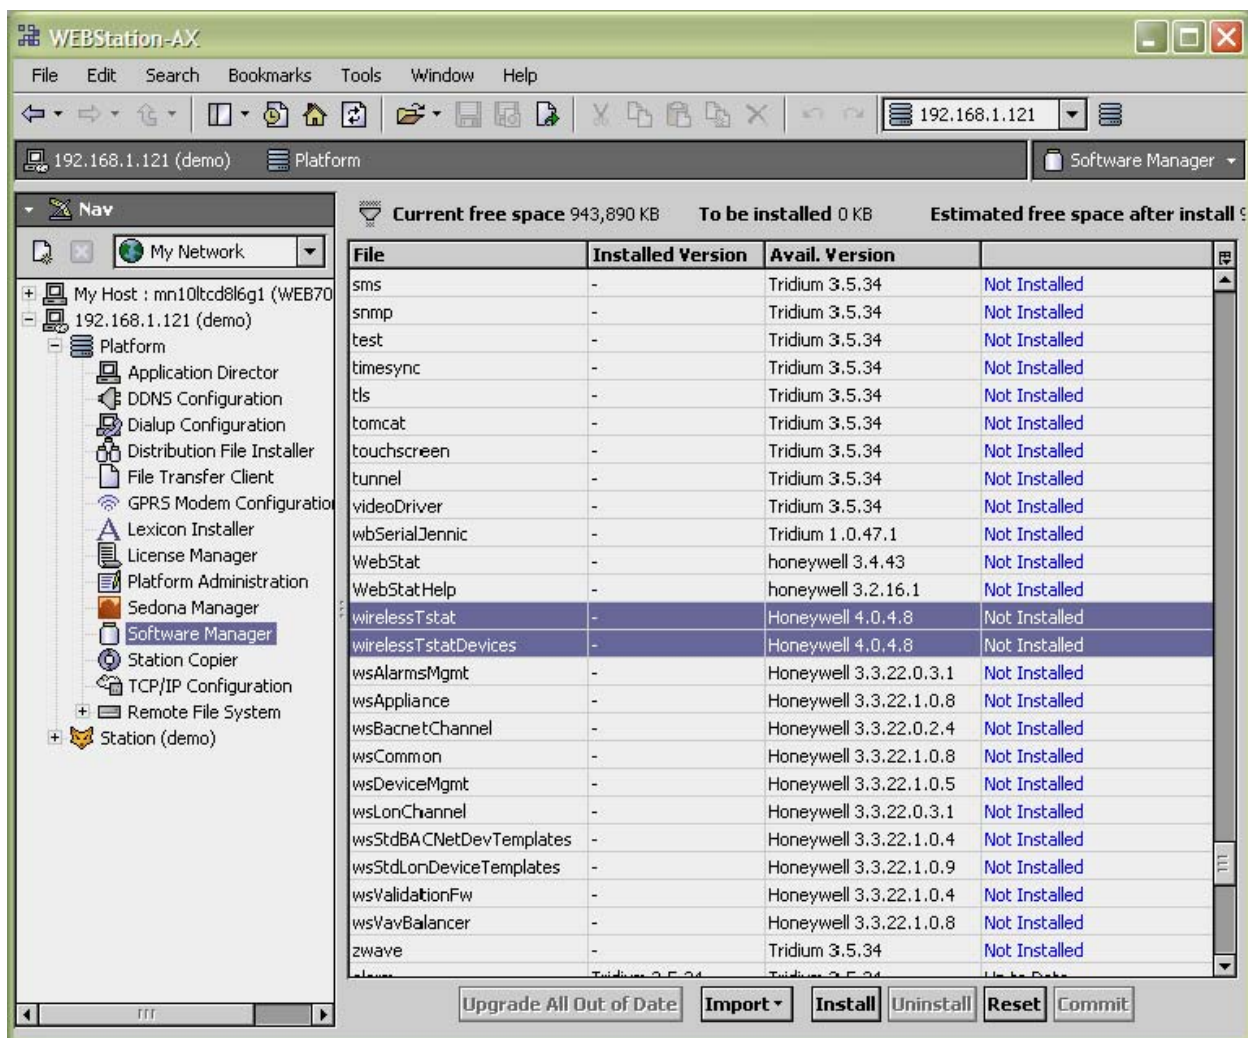 WEBStation-AX
File Edit Search Bookmarks Tools Window Help
192.168.1.121
192.168.1.121 (demo) Platform Software Manager
Nav
My Network
My Host : mn10ltcd8l6g1 (WEB70
192.168.1.121 (demo)
Platform
Application Director
DDNS Configuration
Dialup Configuration
Distribution File Installer
File Transfer Client
GPRS Modem Configuration
Lexicon Installer
License Manager
Platform Administration
Sedona Manager
Software Manager
Station Copier
TCP/IP Configuration
Remote File System
Station (demo)
Current free space 943,890 KB To be installed 0 KB Estimated free space after install 9
File Installed Version Avail. Version
sms - Tridium 3.5.34 Not Installed
snmp - Tridium 3.5.34 Not Installed
test - Tridium 3.5.34 Not Installed
timesync - Tridium 3.5.34 Not Installed
tls - Tridium 3.5.34 Not Installed
tomcat - Tridium 3.5.34 Not Installed
touchscreen - Tridium 3.5.34 Not Installed
tunnel - Tridium 3.5.34 Not Installed
videoDriver - Tridium 3.5.34 Not Installed
wbSerialJennic - Tridium 1.0.47.1 Not Installed
WebStat - honeywell 3.4.43 Not Installed
WebStatHelp - honeywell 3.2.16.1 Not Installed
wirelessTstat - Honeywell 4.0.4.8 Not Installed
wirelessTstatDevices - Honeywell 4.0.4.8 Not Installed
wsAlarmsMgmt - Honeywell 3.3.22.0.3.1 Not Installed
wsAppliance - Honeywell 3.3.22.1.0.8 Not Installed
wsBacnetChannel - Honeywell 3.3.22.0.2.4 Not Installed
wsCommon - Honeywell 3.3.22.1.0.8 Not Installed
wsDeviceMgmt - Honeywell 3.3.22.1.0.5 Not Installed
wsLonChannel - Honeywell 3.3.22.0.3.1 Not Installed
wsStdBACNetDevTemplates - Honeywell 3.3.22.1.0.4 Not Installed
wsStdLonDeviceTemplates - Honeywell 3.3.22.1.0.9 Not Installed
wsValidationFw - Honeywell 3.3.22.1.0.4 Not Installed
wsVavBalancer - Honeywell 3.3.22.1.0.8 Not Installed
zwave - Tridium 3.5.34 Not Installed
alarm Tridium 3.5.34 Tridium 3.5.34 Up to Date
Upgrade All Out of Date Import Install Uninstall Reset Commit